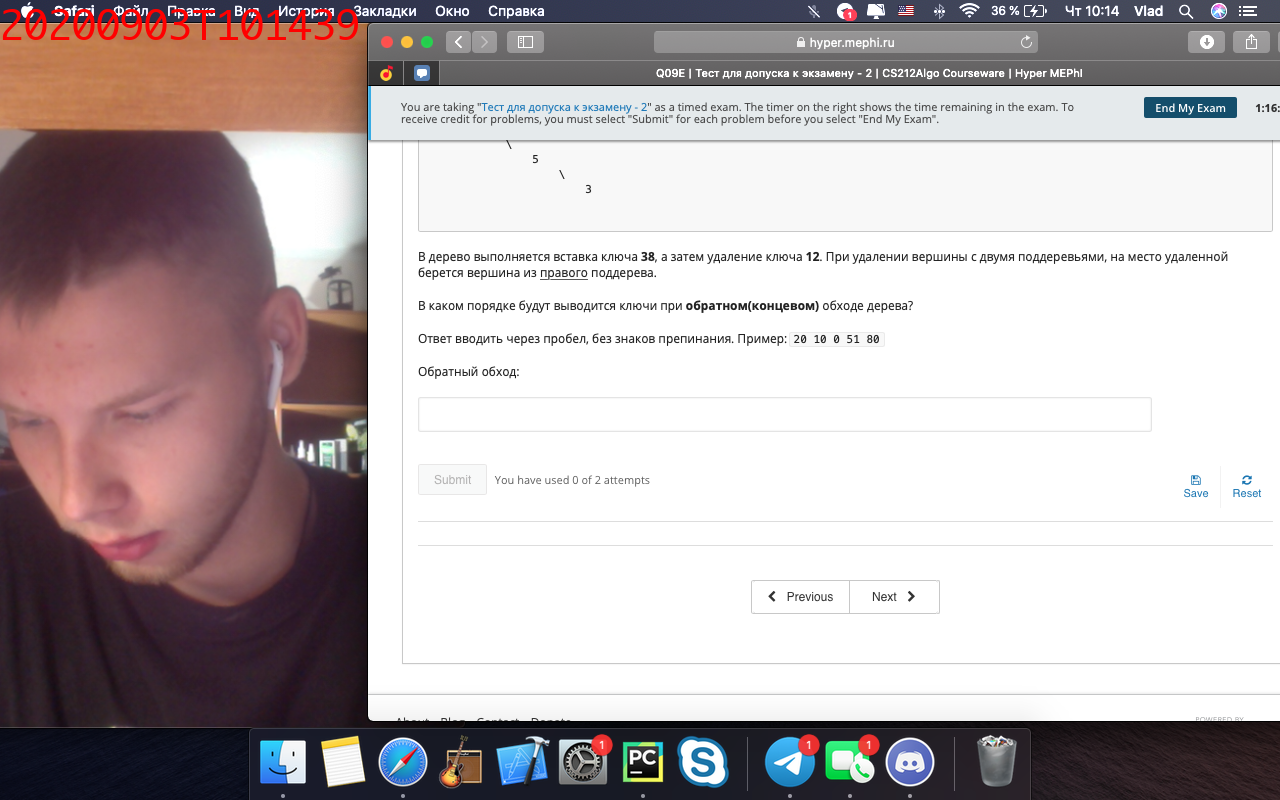 Safari Файл Правка Вид История Закладки Окно Справка 1 36 % Чт 10:14 Vlad
20200903T101439
hyper.mephi.ru
Q09E | Тест для допуска к экзамену - 2 | CS212Algo Courseware | Hyper MEPhI
You are taking "Тест для допуска к экзамену - 2" as a timed exam. The timer on the right shows the time remaining in the exam. To
receive credit for problems, you must select "Submit" for each problem before you select "End My Exam".
End My Exam
1:16:
\
5
\
3
В дерево выполняется вставка ключа 38, а затем удаление ключа 12. При удалении вершины с двумя поддеревьями, на место удаленной
берется вершина из правого поддерева.
В каком порядке будут выводится ключи при обратном(концевом) обходе дерева?
Ответ вводить через пробел, без знаков препинания. Пример: 20 10 0 51 80
Обратный обход:
Submit You have used 0 of 2 attempts
Save Reset
Previous Next
About Blog Contact Donate
POWERED BY
1 PC 1 1